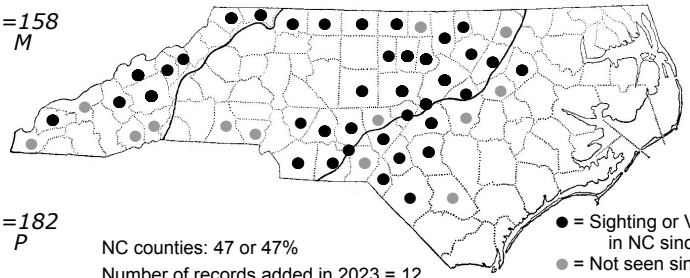 =158
M
=182
P
NC counties: 47 or 47%
Number of records added in 2023 = 12
= Sighting or
in NC sinc
= Not seen sin